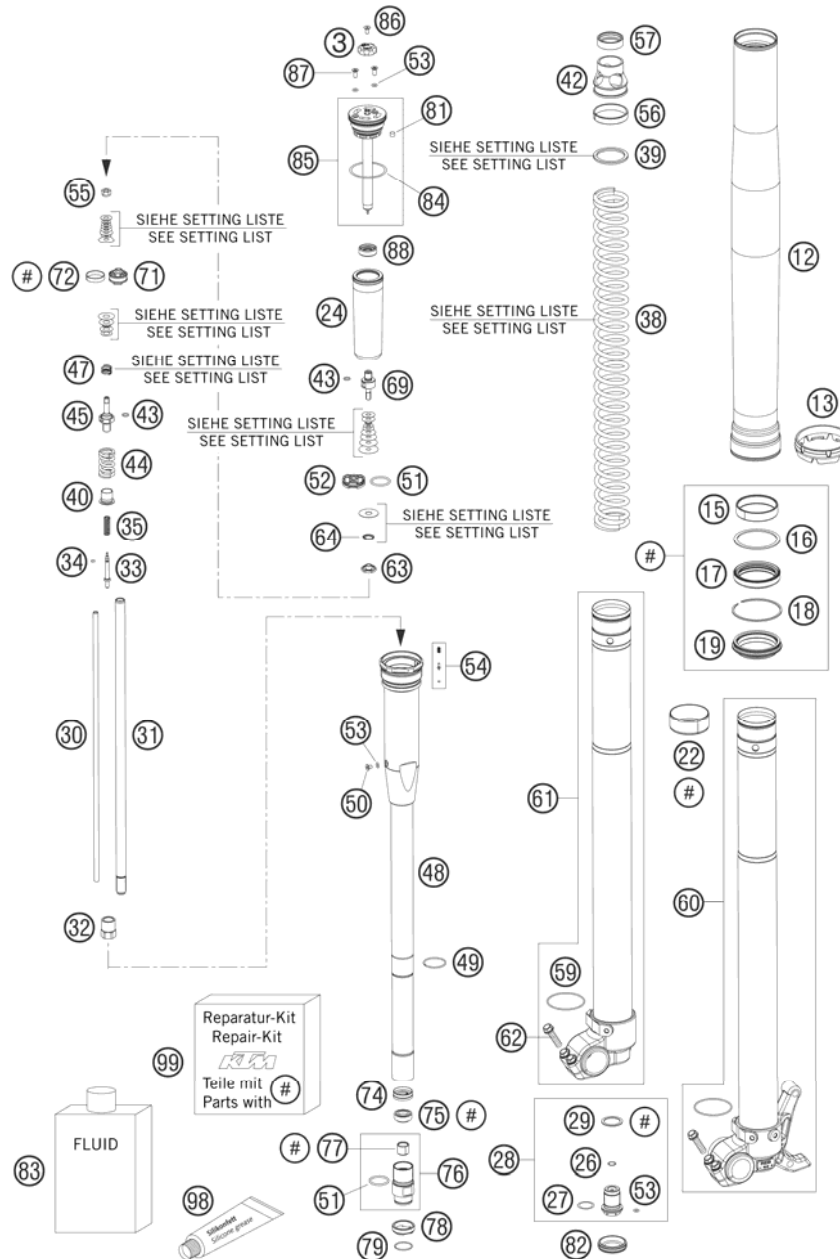 86
3
57
87
53
42
81
56
85
SIEHE SETTING LISTE
SEE SETTING LIST
39
84
55
SIEHE SETTING LISTE
SEE SETTING LIST
88
12
# 72 71
24
SIEHE SETTING LISTE
SEE SETTING LIST
38
SIEHE SETTING LISTE
SEE SETTING LIST
47
SIEHE SETTING LISTE
SEE SETTING LIST
43
69
45
43
13
SIEHE SETTING LISTE
SEE SETTING LIST
44
52
51
40
15
35
SIEHE SETTING LISTE
SEE SETTING LIST
16
64
#
34
33
63
17
18
19
54
30
31
53
22
50
61
#
48
60
32
49
59
Reparatur-Kit
Repair-Kit
KTM
Teile mit
Parts with #
99
62
74
75 #
29 #
FLUID
# 77
28
26
83
76
51
27
53
98
Silikonfett
Silicone grease
78
79
82